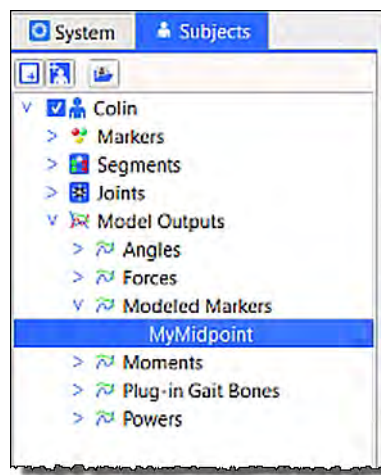 System Subjects
Colin
Markers
Segments
Joints
Model Outputs
Angles
Forces
Modeled Markers
MyMidpoint
Moments
Plug-in Gait Bones
Powers